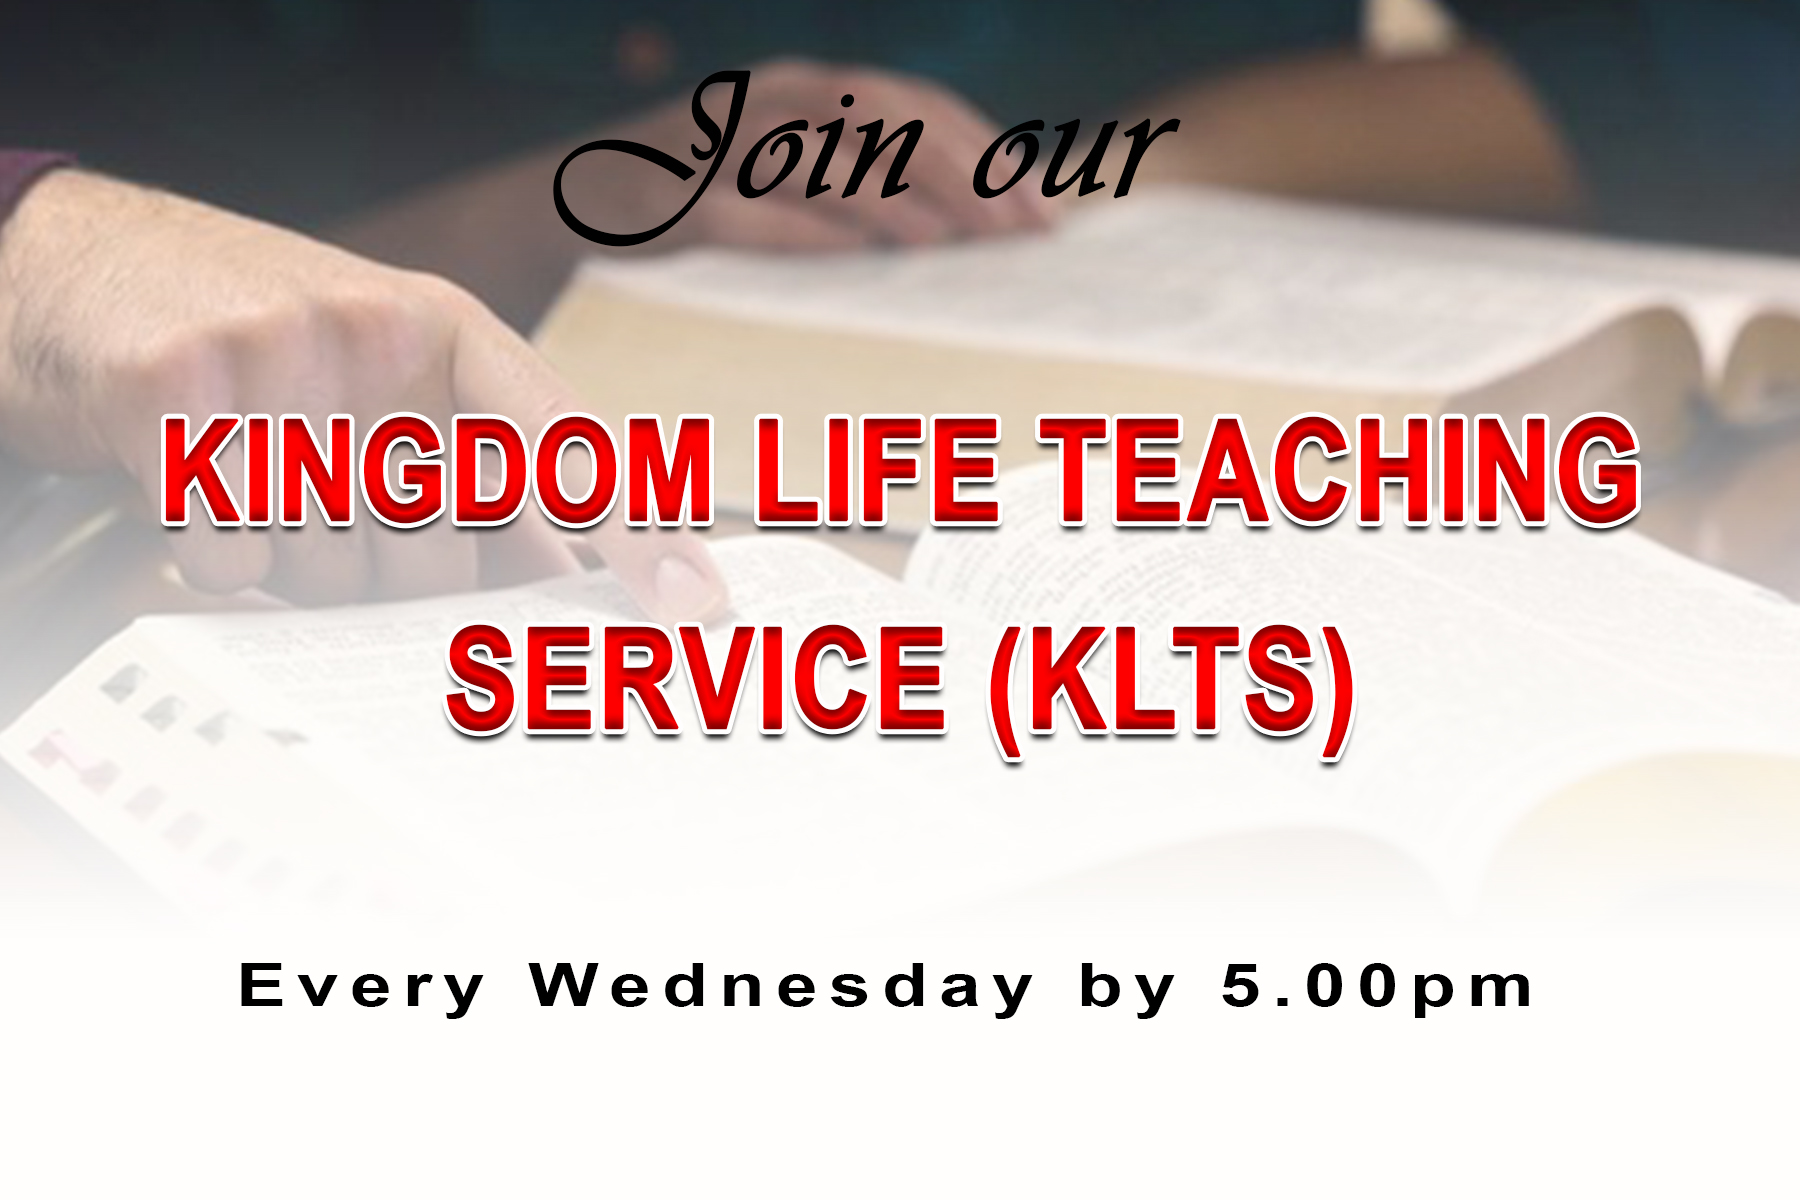 Join our
KINGDOM LIFE TEACHING
SERVICE (KLTS)
Every Wednesday by 5.00pm